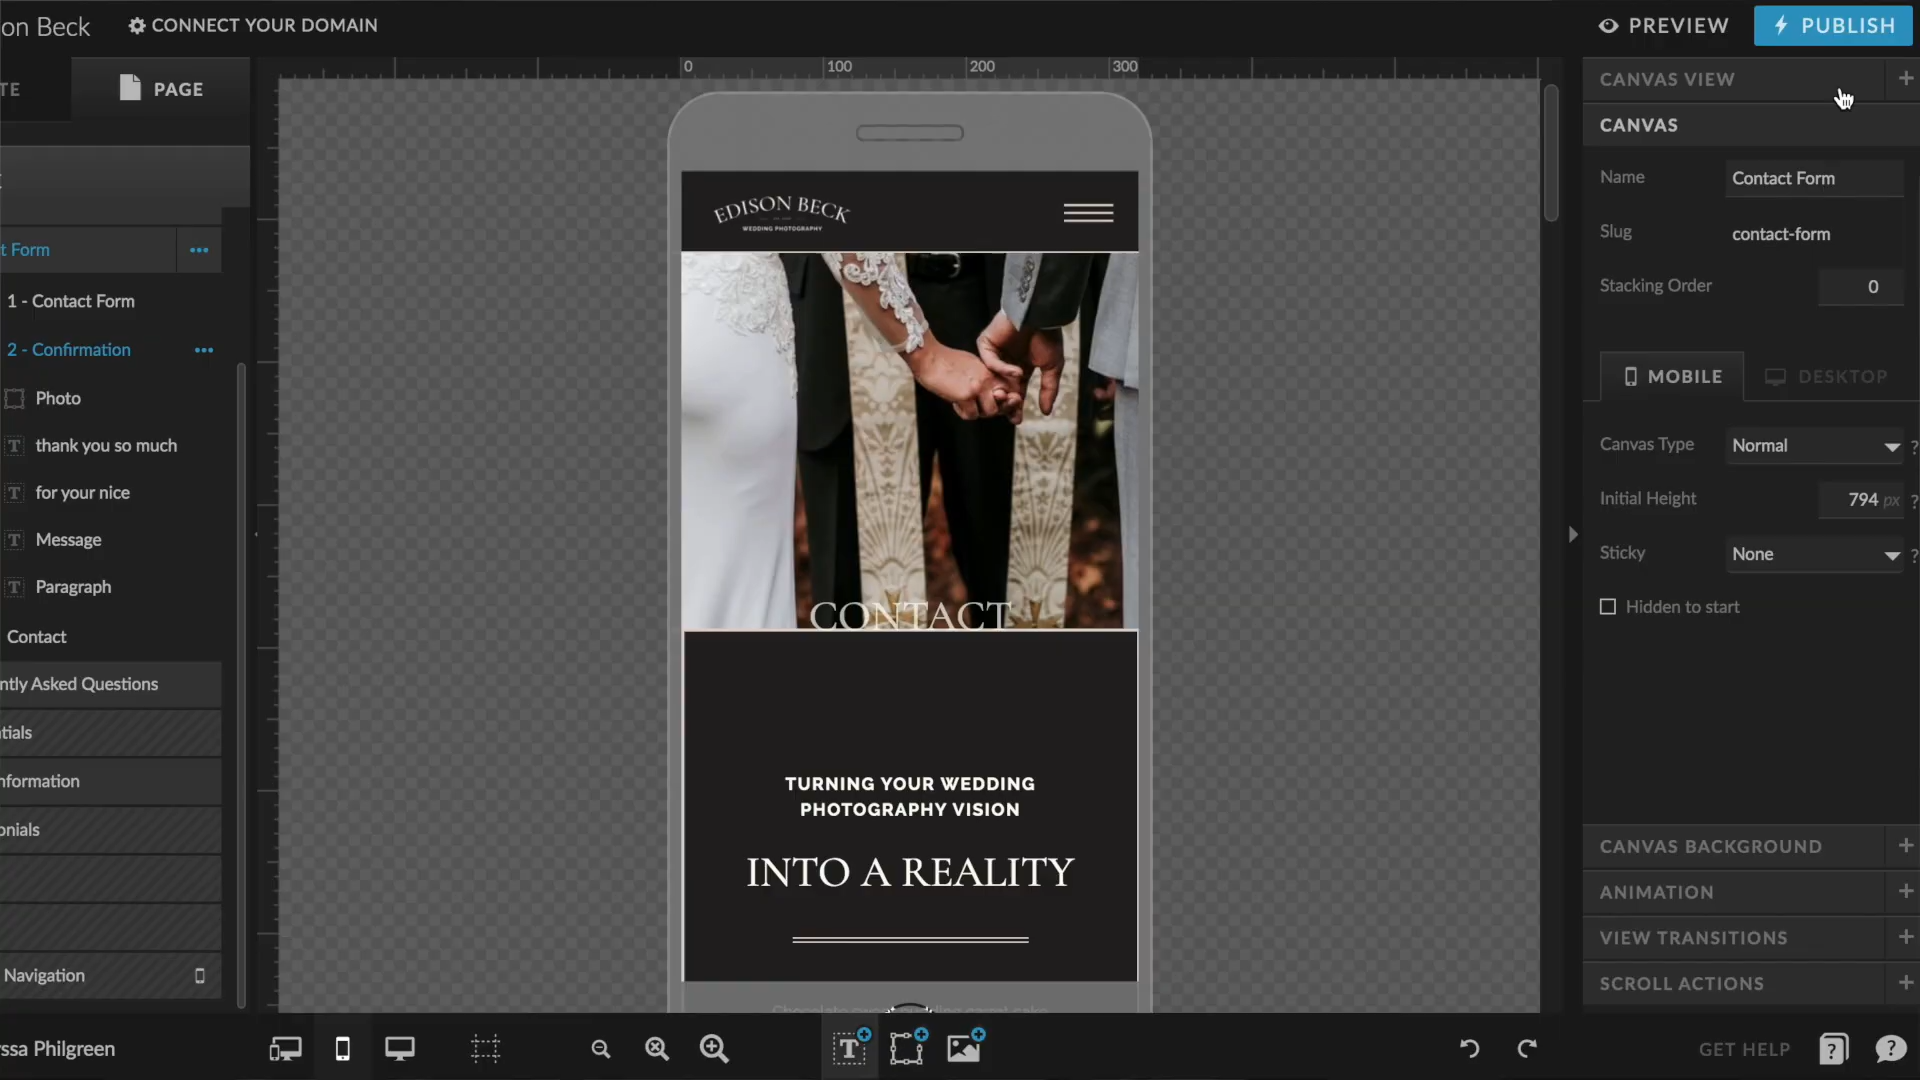 on Beck
CONNECT YOUR DOMAIN
PREVIEW
PUBLISH
TE
PAGE
0
100
200
300
CANVAS VIEW
CANVAS
Name
Contact Form
Slug
contact-form
Stacking Order
0
MOBILE
DESKTOP
Canvas Type
Normal
?
Initial Height
794 px
?
Sticky
None
?
Hidden to start
CANVAS BACKGROUND
ANIMATION
VIEW TRANSITIONS
SCROLL ACTIONS
t Form
1 - Contact Form
2 - Confirmation
Photo
T
thank you so much
T
for your nice
T
Message
T
Paragraph
Contact
ntly Asked Questions
tials
nformation
onials
Navigation
EDISON BECK
WEDDING PHOTOGRAPHY
CONTACT
TURNING YOUR WEDDING
PHOTOGRAPHY VISION
INTO A REALITY
ssa Philgreen
T
GET HELP
?
?